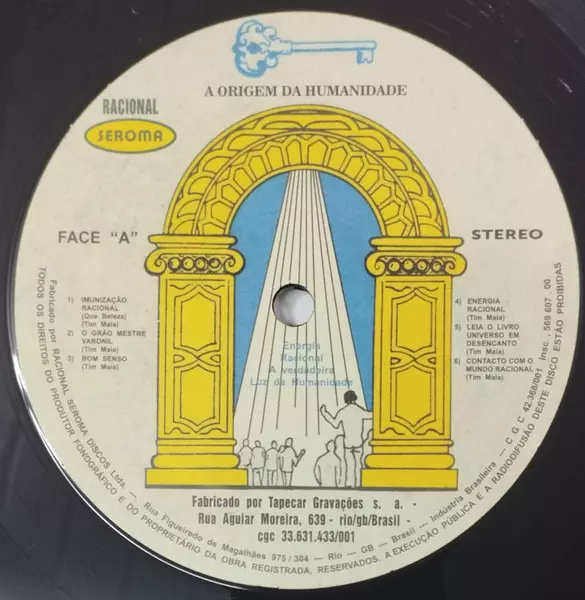 A ORIGEM DA HUMANIDADE
RACIONAL
SEROMA
FACE "A"
STEREO
1) IMUNIZAÇÃO
RACIONAL
(Que Beleza)
(Tim Maia)
2) O GRÃO MESTRE
VARONIL
(Tim Maia)
3) BOM SENSO
(Tim Maia)
4) ENERGIA
RACIONAL
(Tim Maia)
5) LEIA O LIVRO
UNIVERSO EM
DESENCANTO
(Tim Maia)
6) CONTACTO COM O
MUNDO RACIONAL
(Tim Maia)
Energia
Racional
A verdadeira
Luz da Humanidade
Fabricado por Tapecar Gravações s. a. -
Rua Aguiar Moreira, 639 - rio/gb/Brasil -
cgc 33.631.433/001
Fabricado por RACIONAL SEROMA DISCOS Ltda. — Rua Figueiredo de Magalhães 975/304 — Rio — GB — Brasil — Indústria Brasileira — C G C 42.368/001 Insc. 569 607 00
TODOS OS DIREITOS DO PRODUTOR FOMOGRÁFICO E DO PROPRIETÁRIO DA OBRA REGISTRADA, RESERVADOS. A EXECUÇÃO PÚBLICA E A RADIODIFUSÃO DESTE DISCO ESTÃO PROIBIDAS